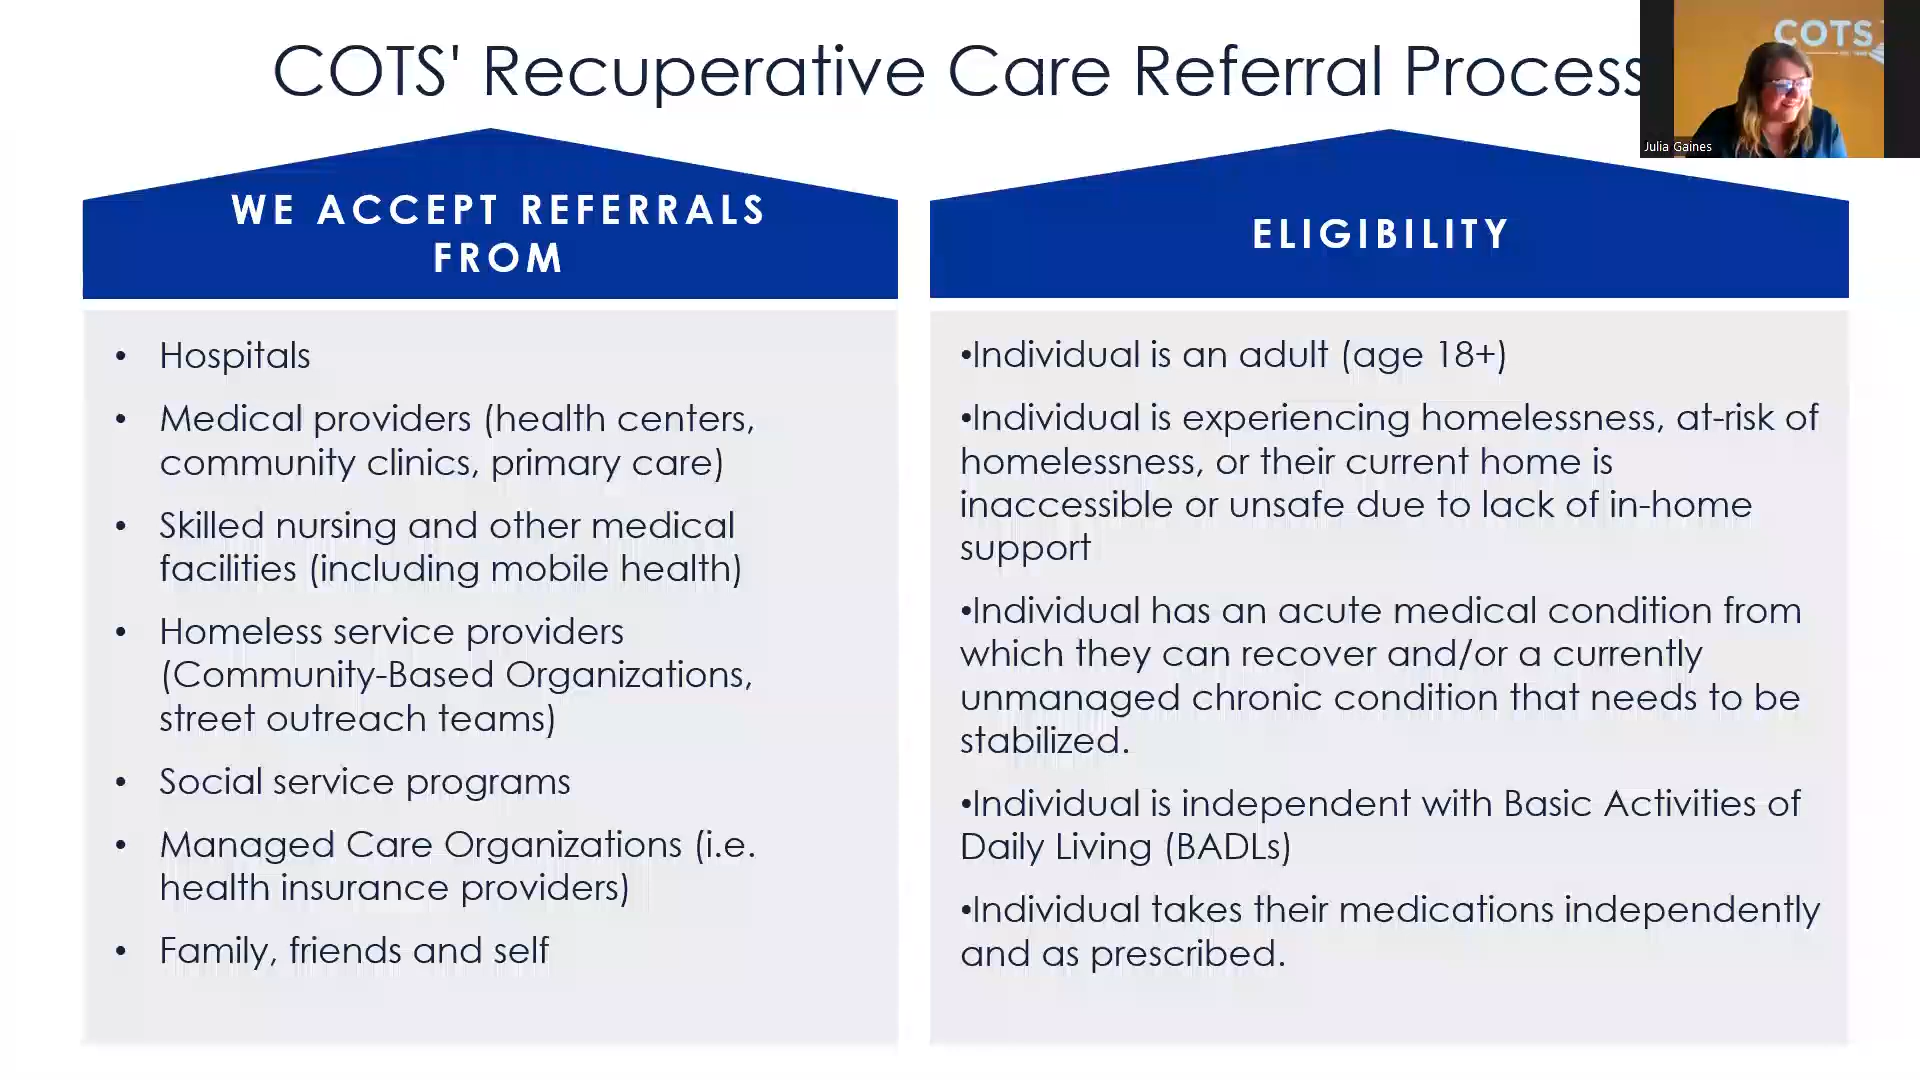 COTS' Recuperative Care Referral Process
COTS
Julia Gaines
WE ACCEPT REFERRALS
FROM
• Hospitals
• Medical providers (health centers,
community clinics, primary care)
• Skilled nursing and other medical
facilities (including mobile health)
• Homeless service providers
(Community-Based Organizations,
street outreach teams)
• Social service programs
• Managed Care Organizations (i.e.
health insurance providers)
• Family, friends and self
ELIGIBILITY
•Individual is an adult (age 18+)
•Individual is experiencing homelessness, at-risk of
homelessness, or their current home is
inaccessible or unsafe due to lack of in-home
support
•Individual has an acute medical condition from
which they can recover and/or a currently
unmanaged chronic condition that needs to be
stabilized.
•Individual is independent with Basic Activities of
Daily Living (BADLs)
•Individual takes their medications independently
and as prescribed.